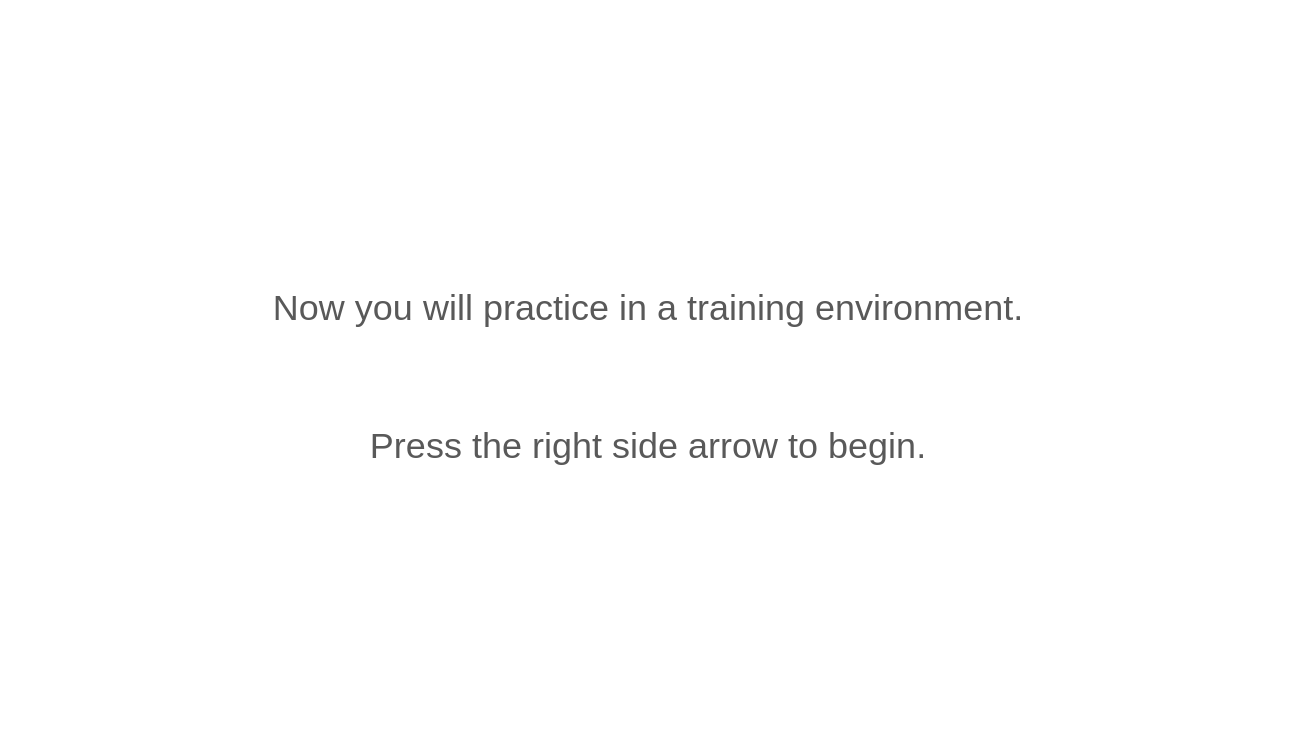 Now you will practice in a training environment.
Press the right side arrow to begin.